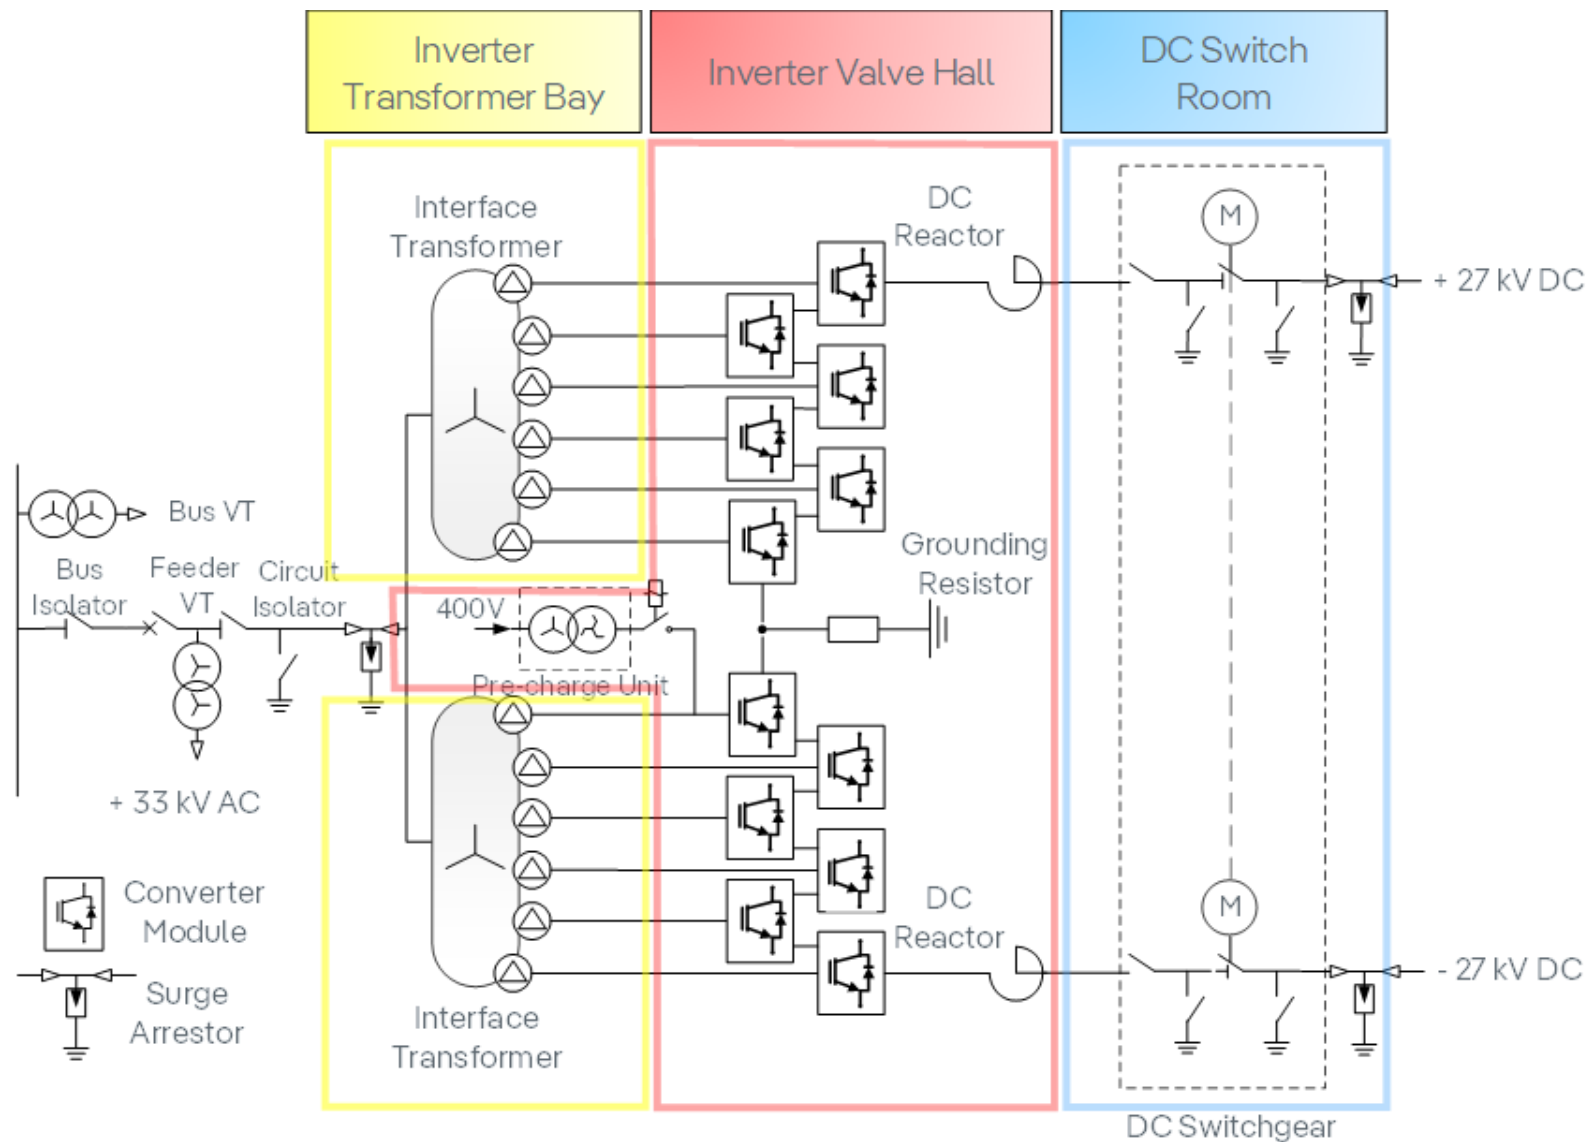 Inverter
Transformer Bay
Inverter Valve Hall
DC Switch
Room
Interface
Transformer
DC
Reactor
M
+ 27 kV DC
Bus VT
Bus
Isolator
Feeder
VT
Circuit
Isolator
400V
Pre-charge Unit
Grounding
Resistor
+ 33 kV AC
Converter
Module
Surge
Arrestor
Interface
Transformer
DC
Reactor
M
- 27 kV DC
DC Switchgear